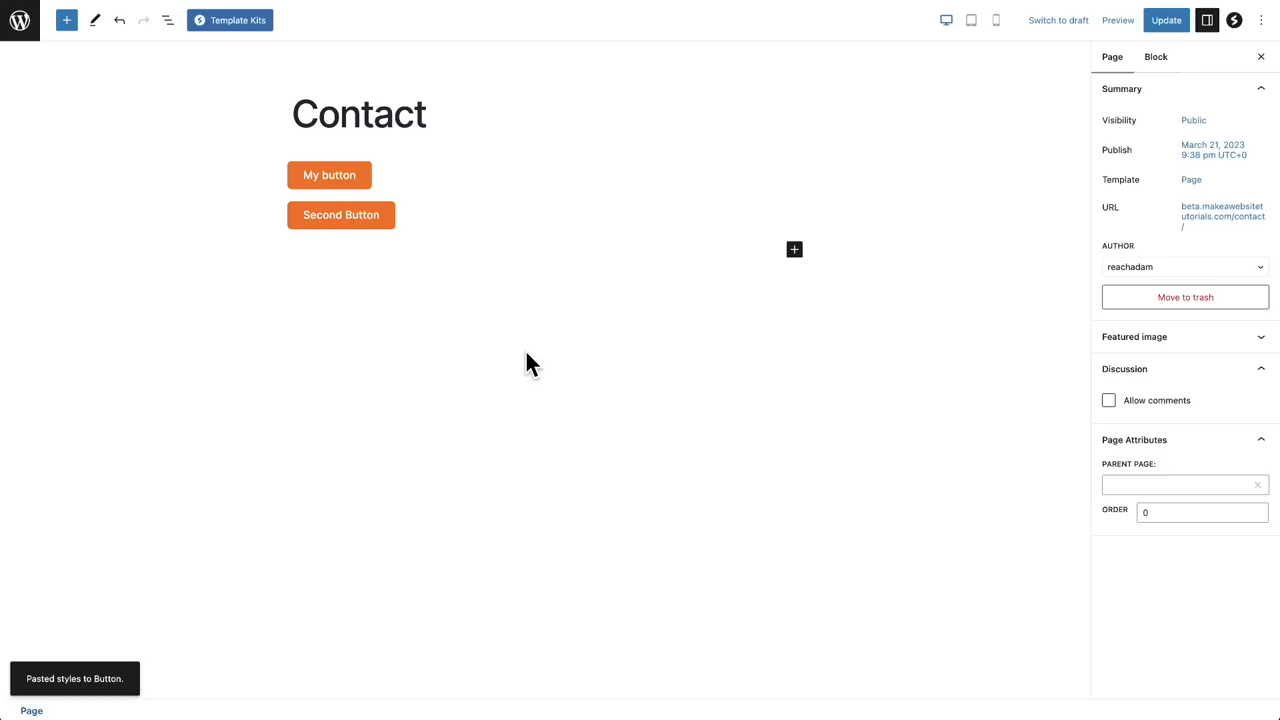 Template Kits
Switch to draft
Preview
Update
Page
Block
Summary
Visibility
Public
Publish
March 21, 2023
9:38 pm UTC+0
Template
Page
URL
beta.makeawebsitet
utorials.com/contact
/
AUTHOR
reachadam
Move to trash
Featured image
Discussion
Allow comments
Page Attributes
PARENT PAGE:
ORDER
0
Contact
My button
Second Button
Pasted styles to Button.
Page